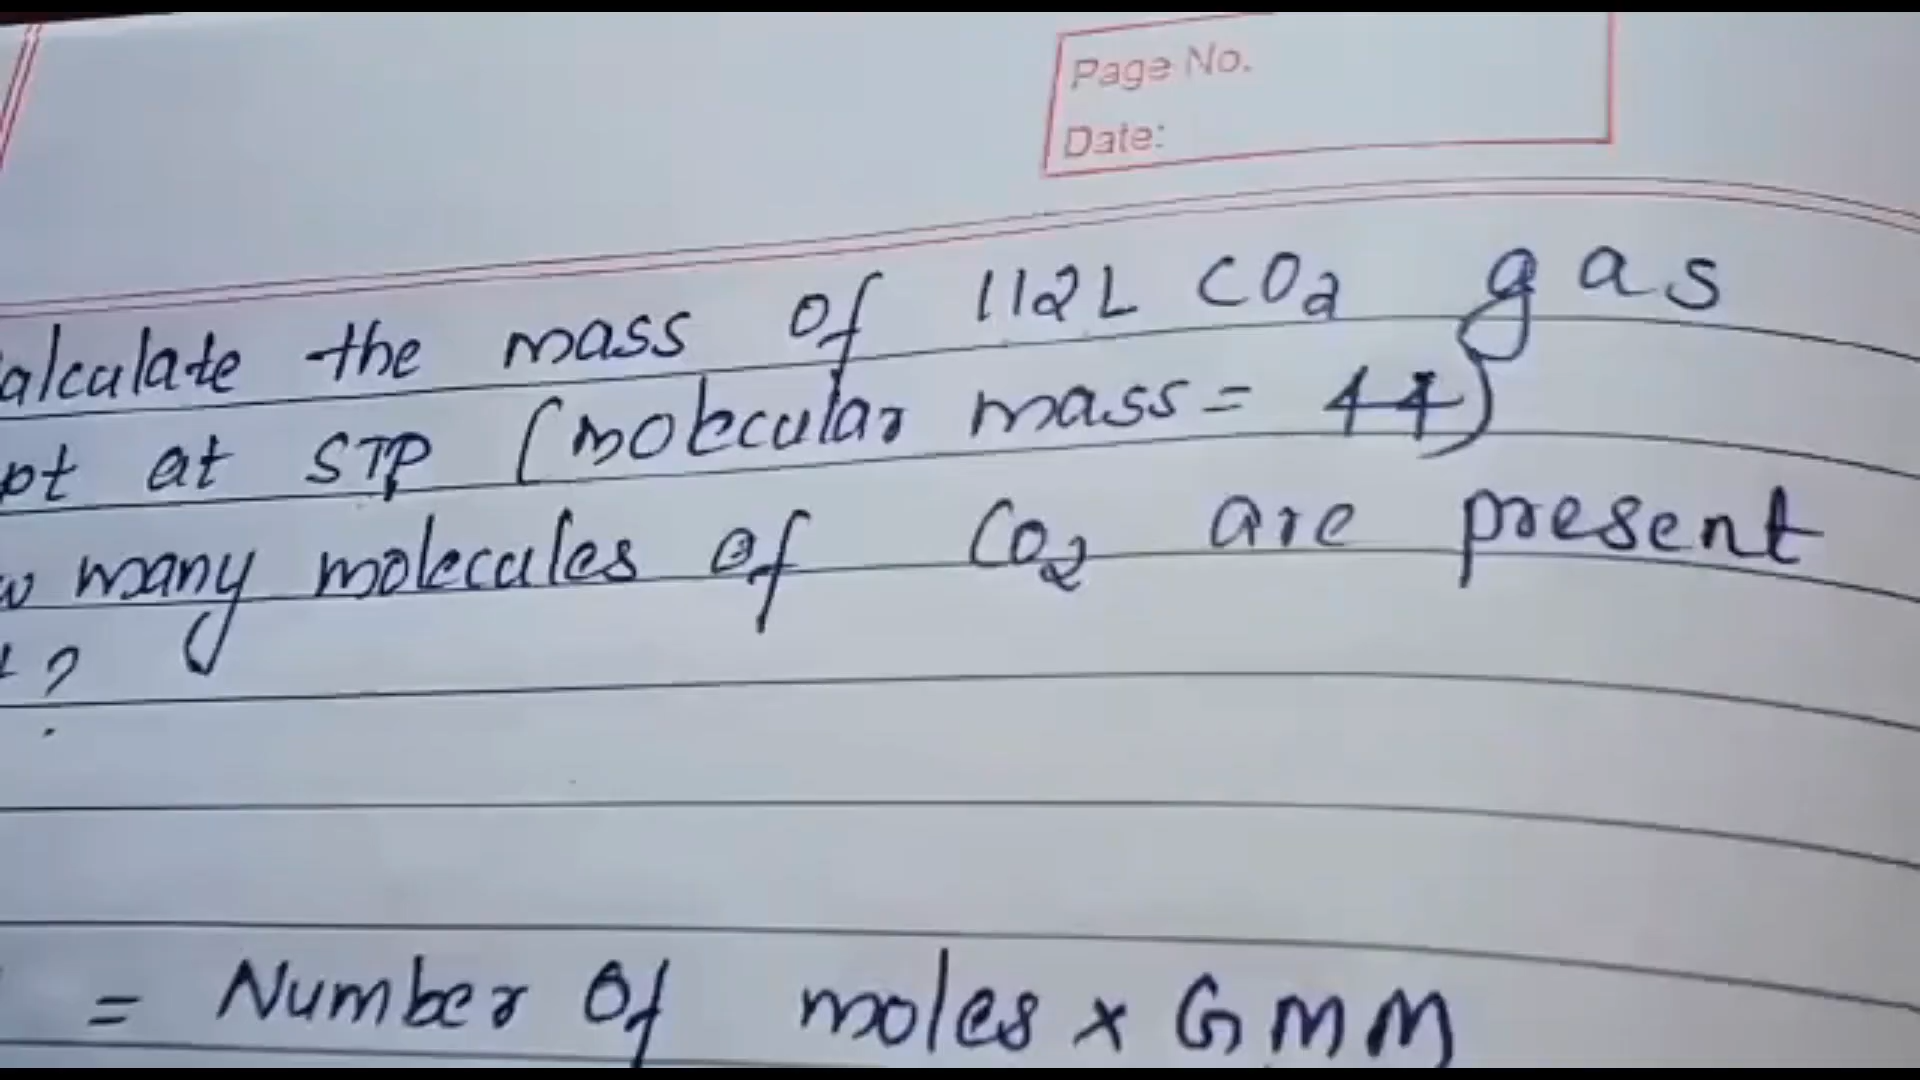 Page No.
Date:
alculate the mass of 112L CO2 gas
pt at STP (molecular mass = 44)
w many molecules of CO2 are present
?
= Number of moles x GMM